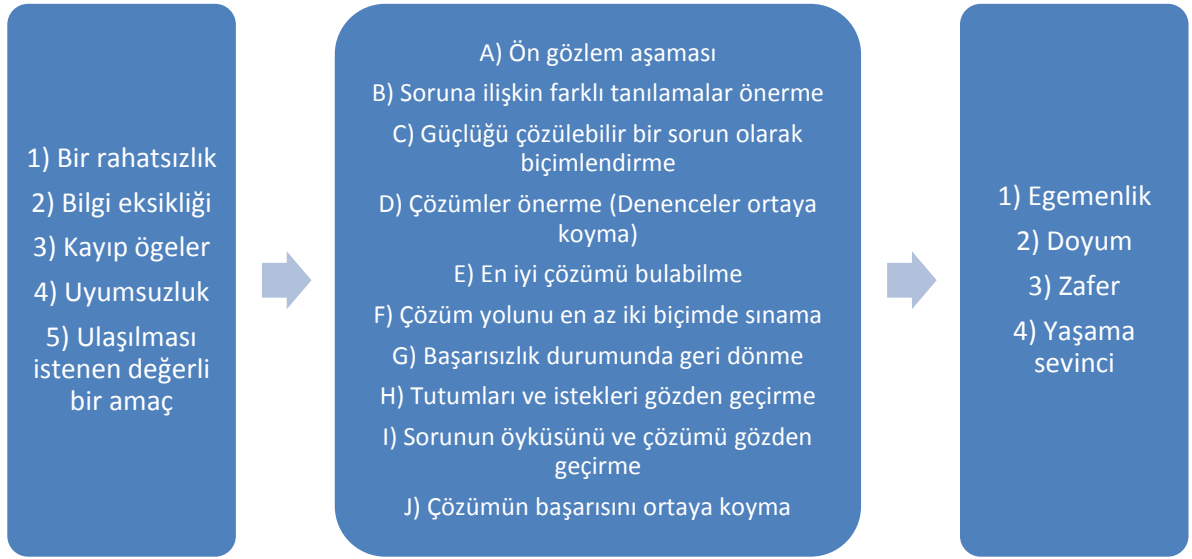 1) Bir rahatsızlık
2) Bilgi eksikliği
3) Kayıp ögeler
4) Uyumsuzluk
5) Ulaşılması
istenen değerli
bir amaç
A) Ön gözlem aşaması
B) Soruna ilişkin farklı tanılamalar önerme
C) Güçlüğü çözülebilir bir sorun olarak
biçimlendirme
D) Çözümler önerme (Denenceler ortaya
koyma)
E) En iyi çözümü bulabilme
F) Çözüm yolunu en az iki biçimde sınama
G) Başarısızlık durumunda geri dönme
H) Tutumları ve istekleri gözden geçirme
I) Sorunun öyküsünü ve çözümü gözden
geçirme
J) Çözümün başarısını ortaya koyma
1) Egemenlik
2) Doyum
3) Zafer
4) Yaşama
sevinci